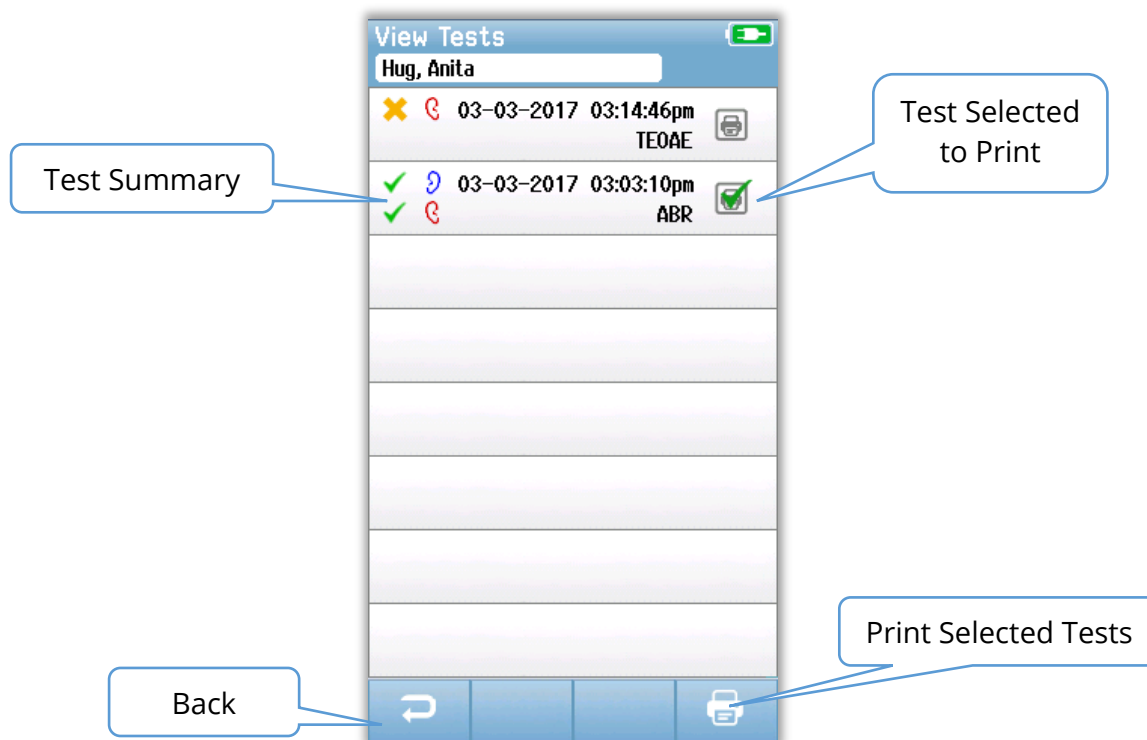 View Tests
Hug, Anita
03-03-2017 03:14:46pm
TEOAE
Test Selected
to Print
Test Summary
03-03-2017 03:03:10pm
ABR
Print Selected Tests
Back